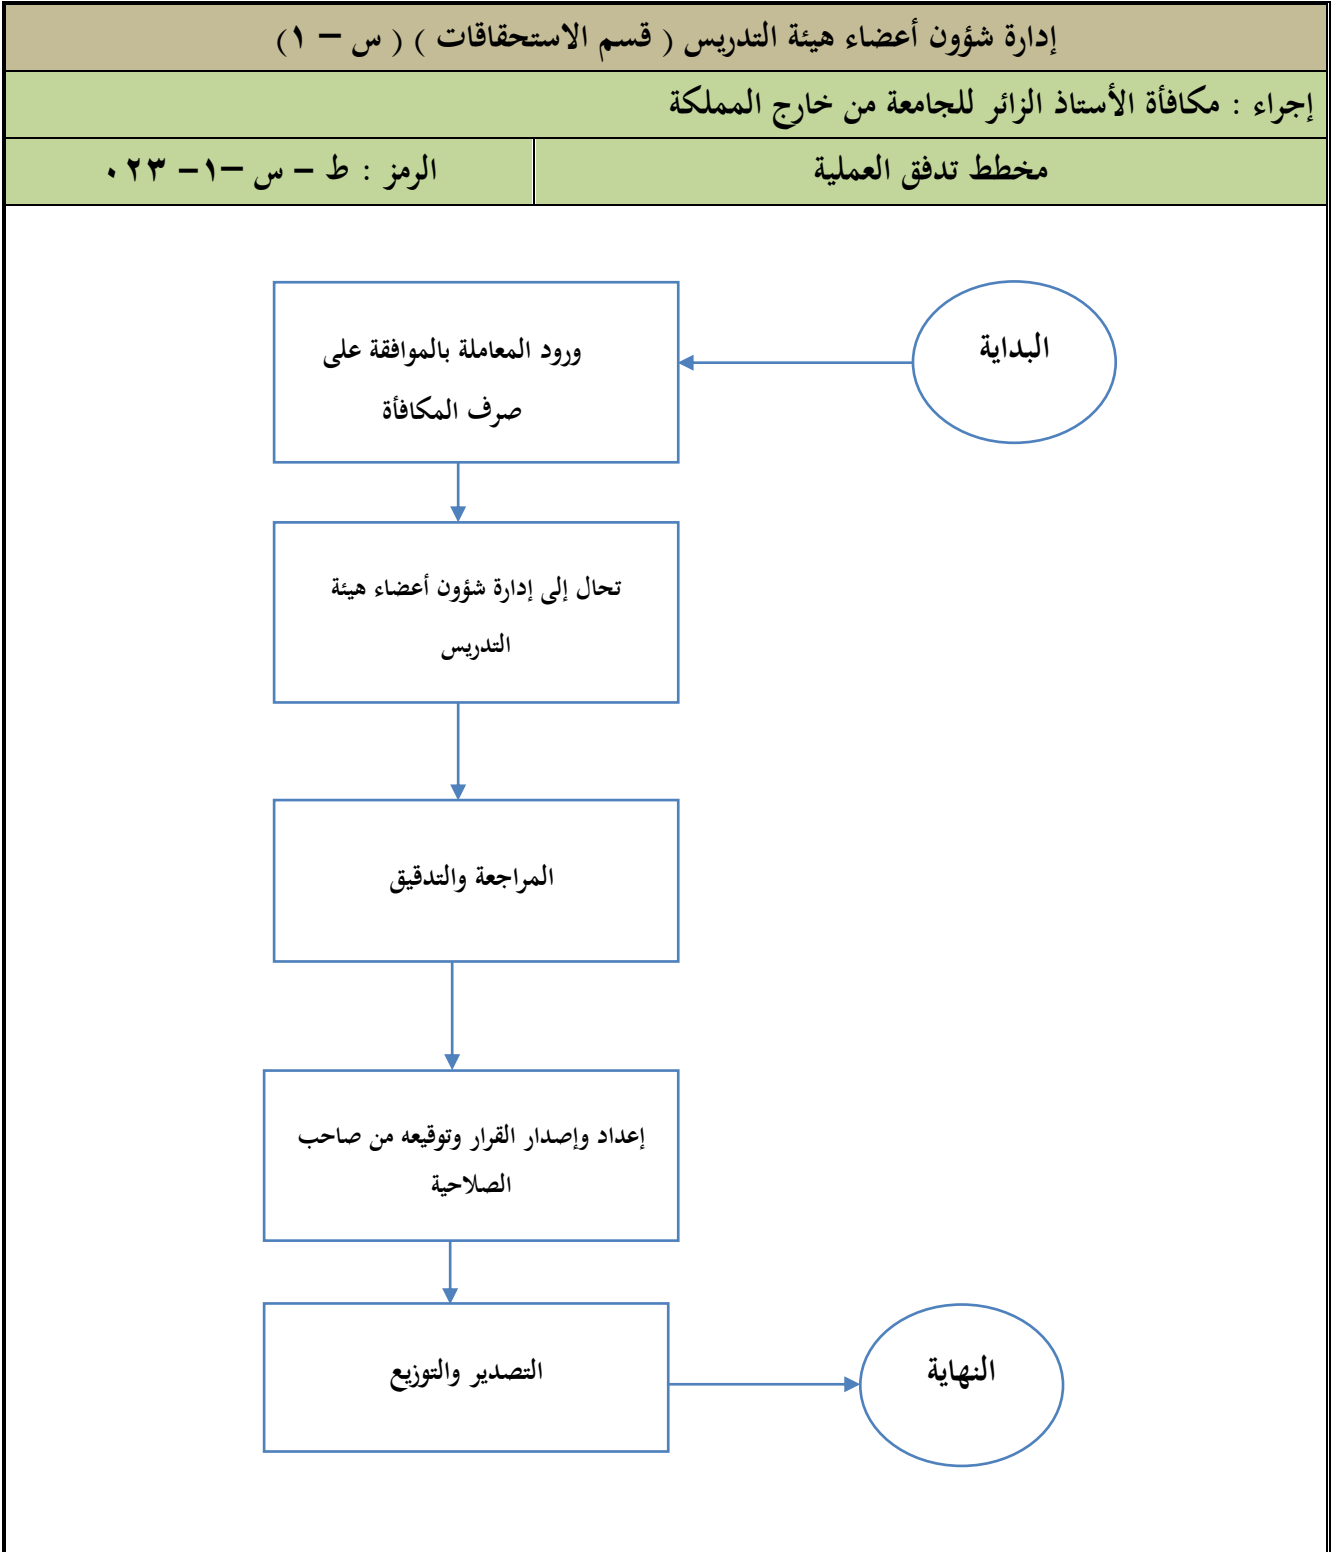 إدارة شؤون أعضاء هيئة التدريس ( قسم الاستحقاقات ) ( س – ١)
إجراء : مكافأة الأستاذ الزائر للجامعة من خارج المملكة
مخطط تدفق العملية
الرمز : ط – س –١– ٠٢٣
البداية
ورود المعاملة بالموافقة على
صرف المكافأة
تحال إلى إدارة شؤون أعضاء هيئة
التدريس
المراجعة والتدقيق
إعداد وإصدار القرار وتوقيعه من صاحب
الصلاحية
التصدير والتوزيع
النهاية